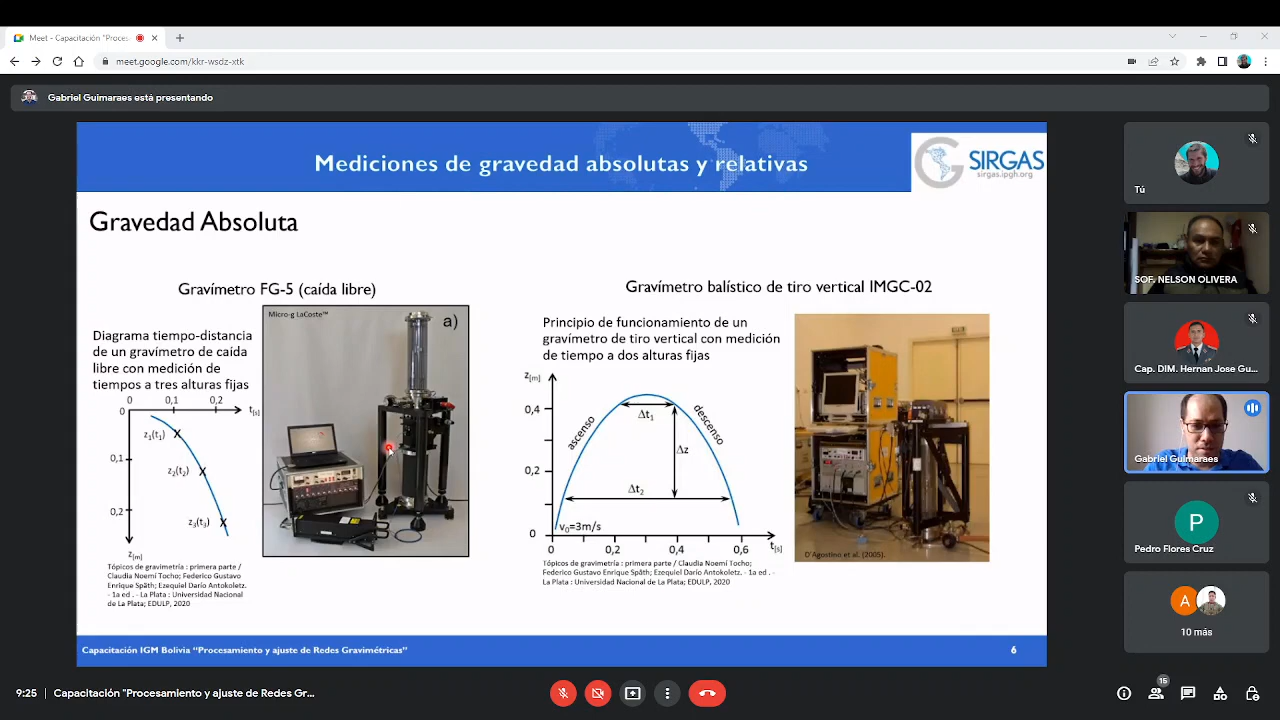 Meet - Capacitación "Proces
meet.google.com/kkr-wsdz-xtk
Gabriel Guimaraes está presentando
Mediciones de gravedad absolutas y relativas
SIRGAS
sirgas.ipgh.org
Gravedad Absoluta
Gravímetro FG-5 (caída libre)
Diagrama tiempo-distancia
de un gravímetro de caída
libre con medición de
tiempos a tres alturas fijas
0 0,1 0,2
0
t[s]
z₁(t₁)
0,1
z₂(t₂)
0,2
z₃(t₃)
z[m]
Tópicos de gravimetría : primera parte /
Claudia Noemí Tocho; Federico Gustavo
Enrique Späth; Ezequiel Darío Antokoletz.
- 1a ed . - La Plata : Universidad Nacional
de La Plata; EDULP, 2020
Micro-g LaCoste™
a)
Gravímetro balístico de tiro vertical IMGC-02
Principio de funcionamiento de un
gravímetro de tiro vertical con medición
de tiempo a dos alturas fijas
z[m]
0,4
0,2
0
ascenso
descenso
Δt₁
Δz
Δt₂
v₀=3m/s
0 0,2 0,4 0,6 t[s]
Tópicos de gravimetría : primera parte / Claudia Noemí Tocho;
Federico Gustavo Enrique Späth; Ezequiel Darío Antokoletz. - 1a ed . -
La Plata : Universidad Nacional de La Plata; EDULP, 2020
D'Agostino et al. (2005).
Capacitación IGM Bolivia "Procesamiento y ajuste de Redes Gravimétricas"
6
Tú
SOF. NELSON OLIVERA
Cap. DIM. Hernan Jose Gu...
Gabriel Guimaraes
P
Pedro Flores Cruz
A
10 más
9:25 | Capacitación "Procesamiento y ajuste de Redes Gr...
15